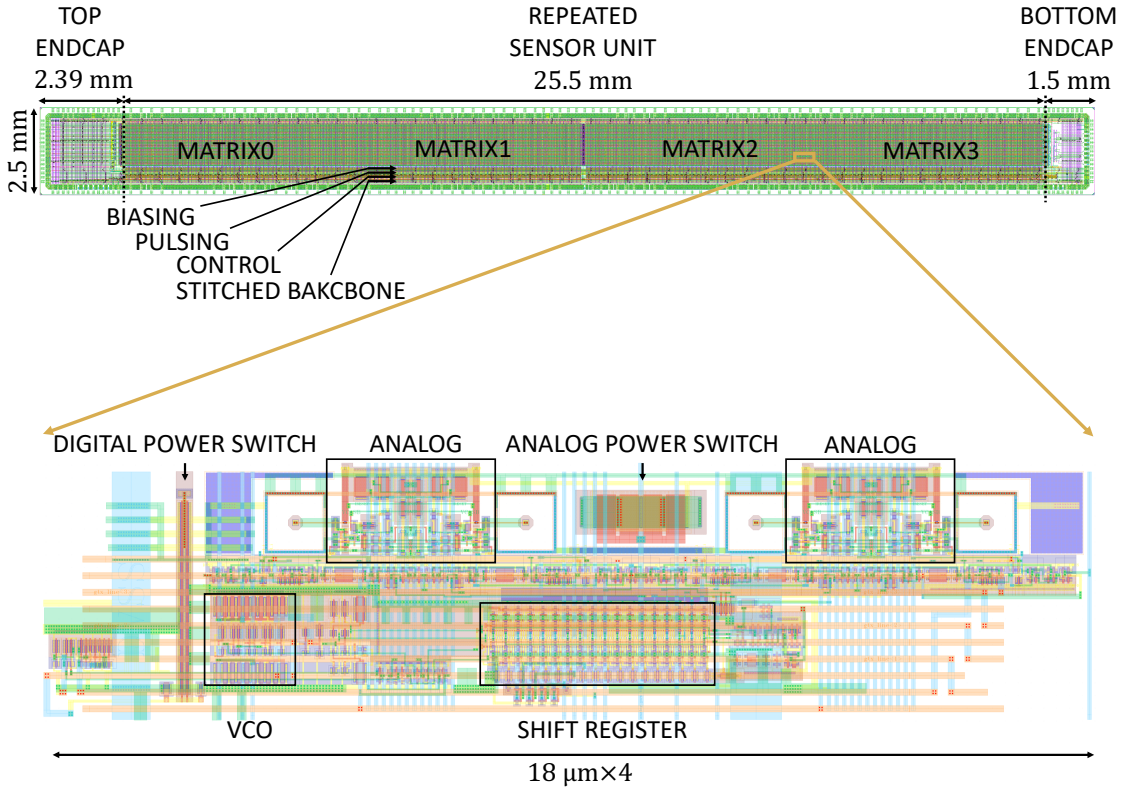 TOP
ENDCAP
2.39 mm
REPEATED
SENSOR UNIT
25.5 mm
BOTTOM
ENDCAP
1.5 mm
2.5 mm
MATRIX0
MATRIX1
MATRIX2
MATRIX3
BIASING
PULSING
CONTROL
STITCHED BAKCBONE
DIGITAL POWER SWITCH
ANALOG
ANALOG POWER SWITCH
ANALOG
VCO
SHIFT REGISTER
18 μm×4